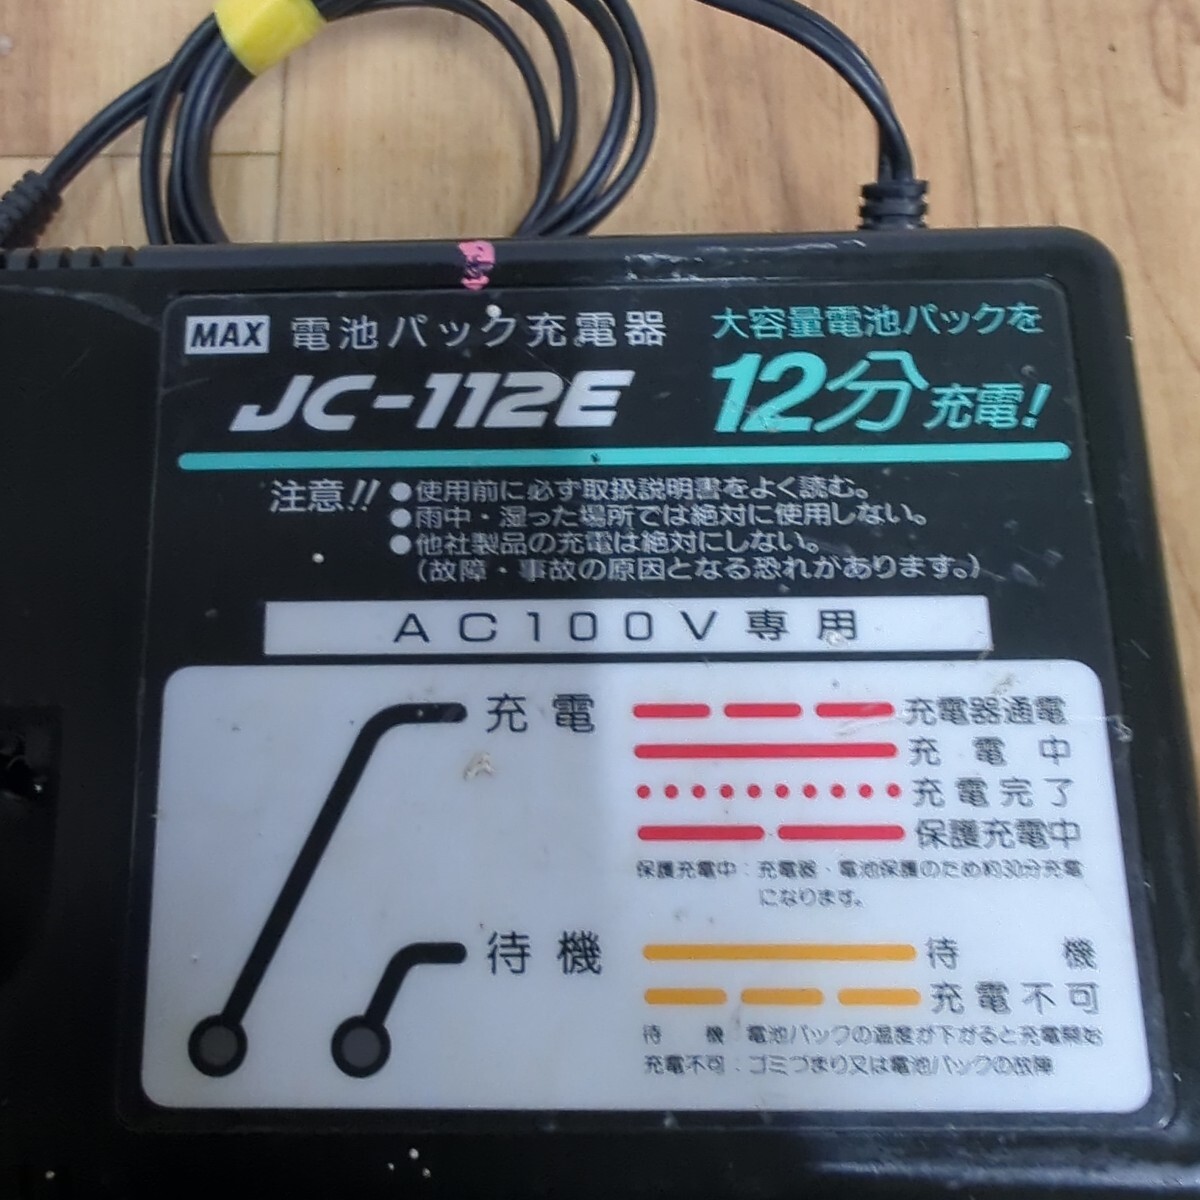 MAX 電池パック充電器
JC-112E
大容量電池パックを
12分充電!
注意!! ●使用前に必ず取扱説明書をよく読む。
●雨中・湿った場所では絶対に使用しない。
●他社製品の充電は絶対にしない。
(故障・事故の原因となる恐れがあります。)
AC100V専用
充電
充電器通電
充電中
充電完了
保護充電中
保護充電中:充電器・電池保護のため約30分充電
になります。
待機
待機
充電不可
待機 電池パックの温度が下がると充電開始
充電不可:ゴミづまり又は電池パックの故障